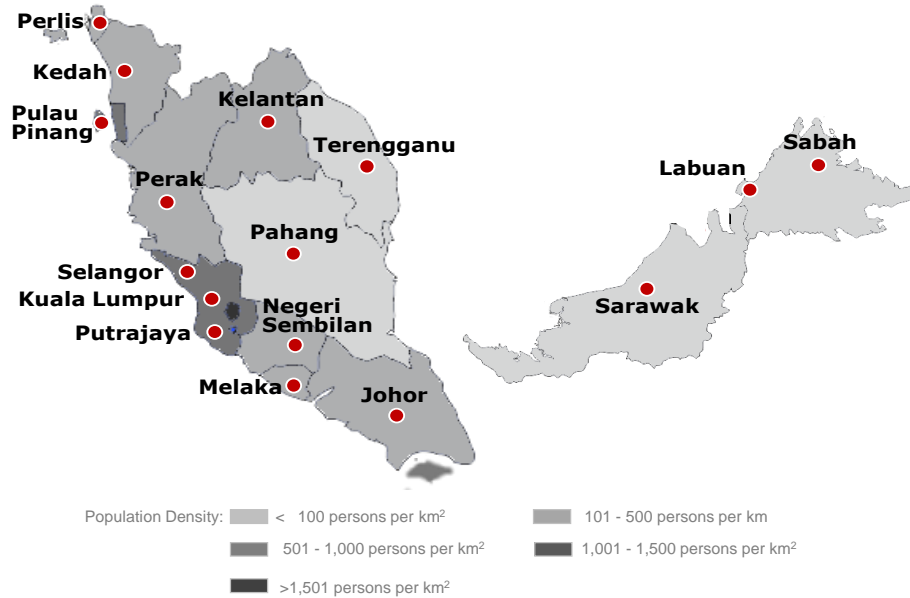 Perlis
Kedah
Pulau
Pinang
Kelantan
Terengganu
Perak
Pahang
Selangor
Kuala Lumpur
Putrajaya
Negeri
Sembilan
Melaka
Johor
Labuan
Sabah
Sarawak
Population Density:
< 100 persons per km²
101 - 500 persons per km
501 - 1,000 persons per km²
1,001 - 1,500 persons per km²
>1,501 persons per km²